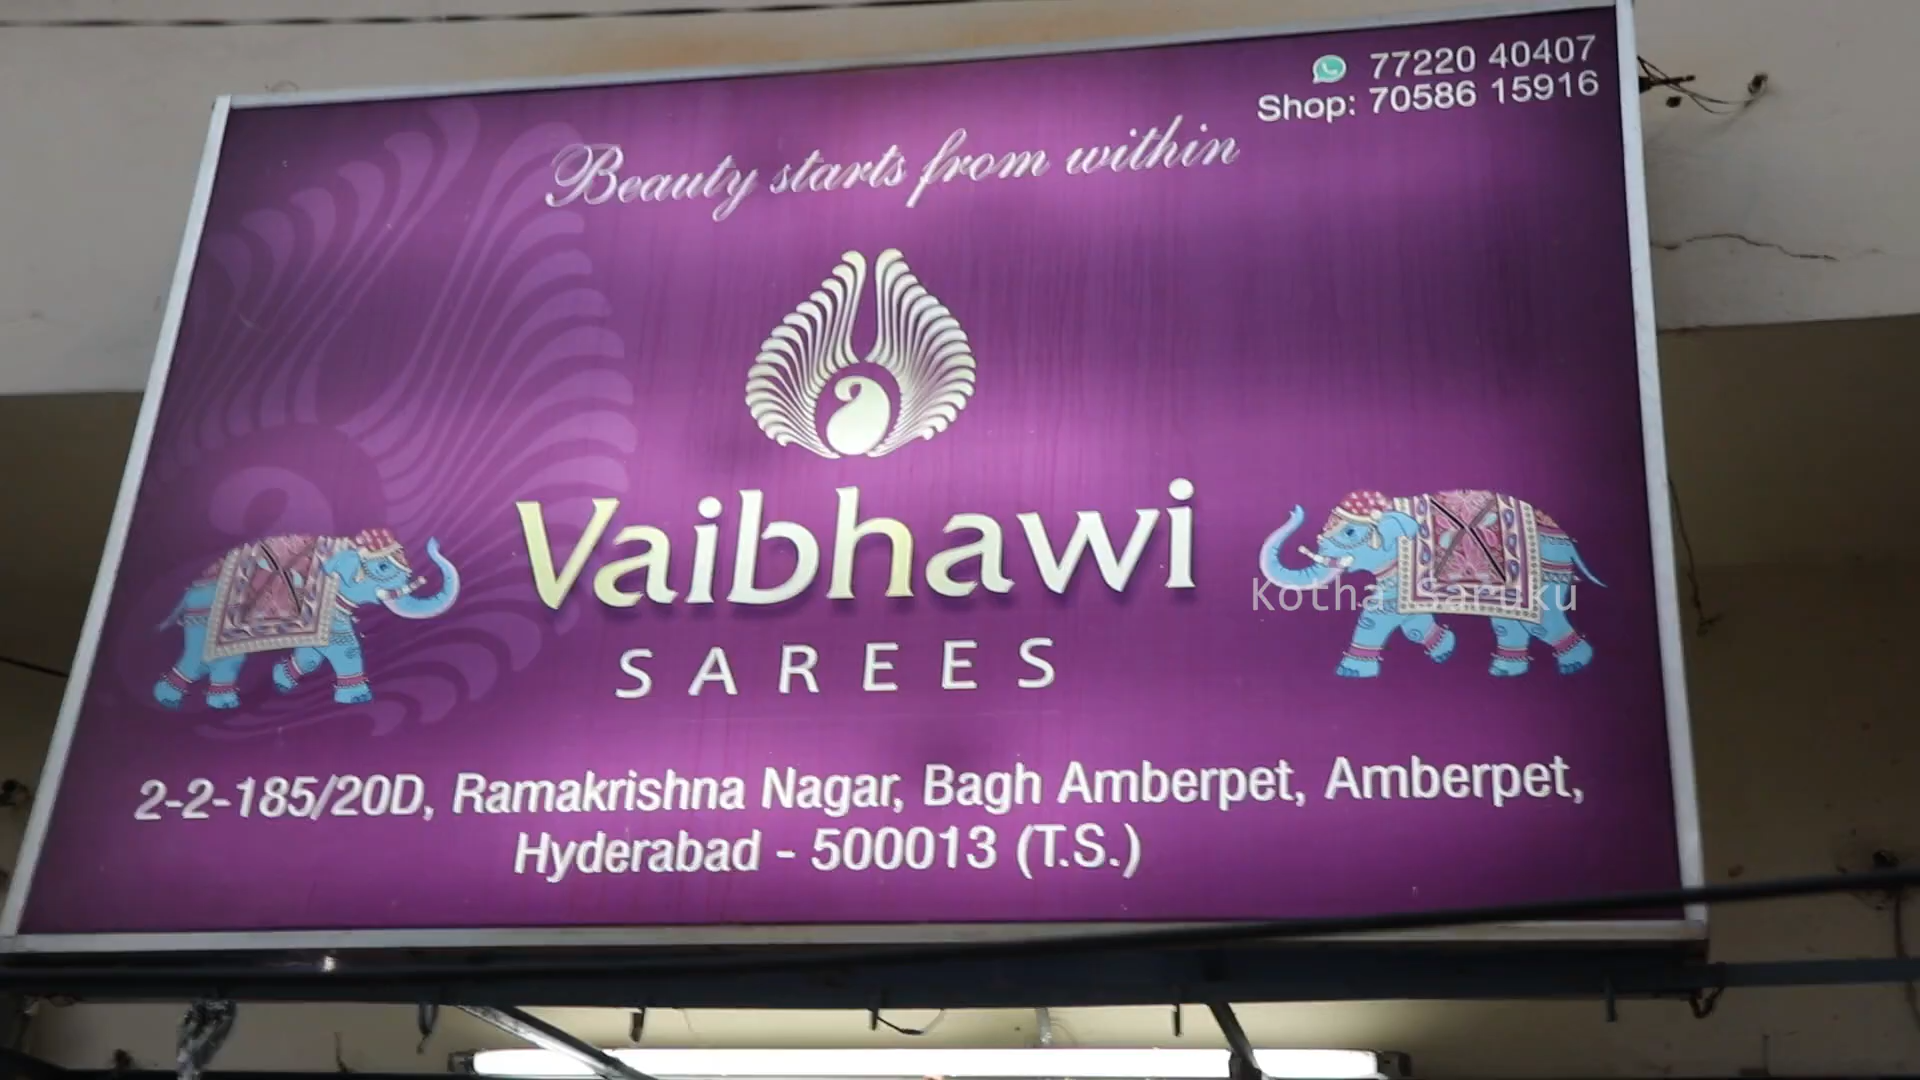 77220 40407
Shop: 70586 15916
Beauty starts from within
Vaibhawi
SAREES
Kotha Saruku
2-2-185/20D, Ramakrishna Nagar, Bagh Amberpet, Amberpet,
Hyderabad - 500013 (T.S.)